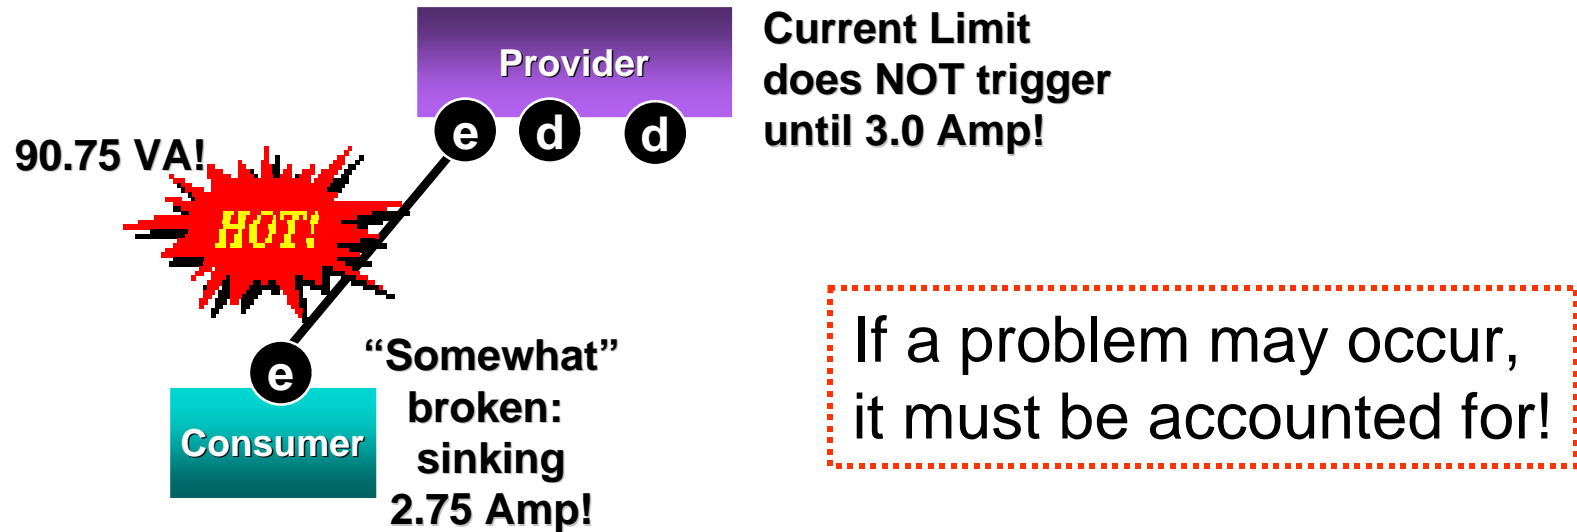 Provider
Current Limit
does NOT trigger
until 3.0 Amp!
e d d
90.75 VA!
HOT!
e
“Somewhat”
broken:
sinking
2.75 Amp!
Consumer
If a problem may occur,
it must be accounted for!